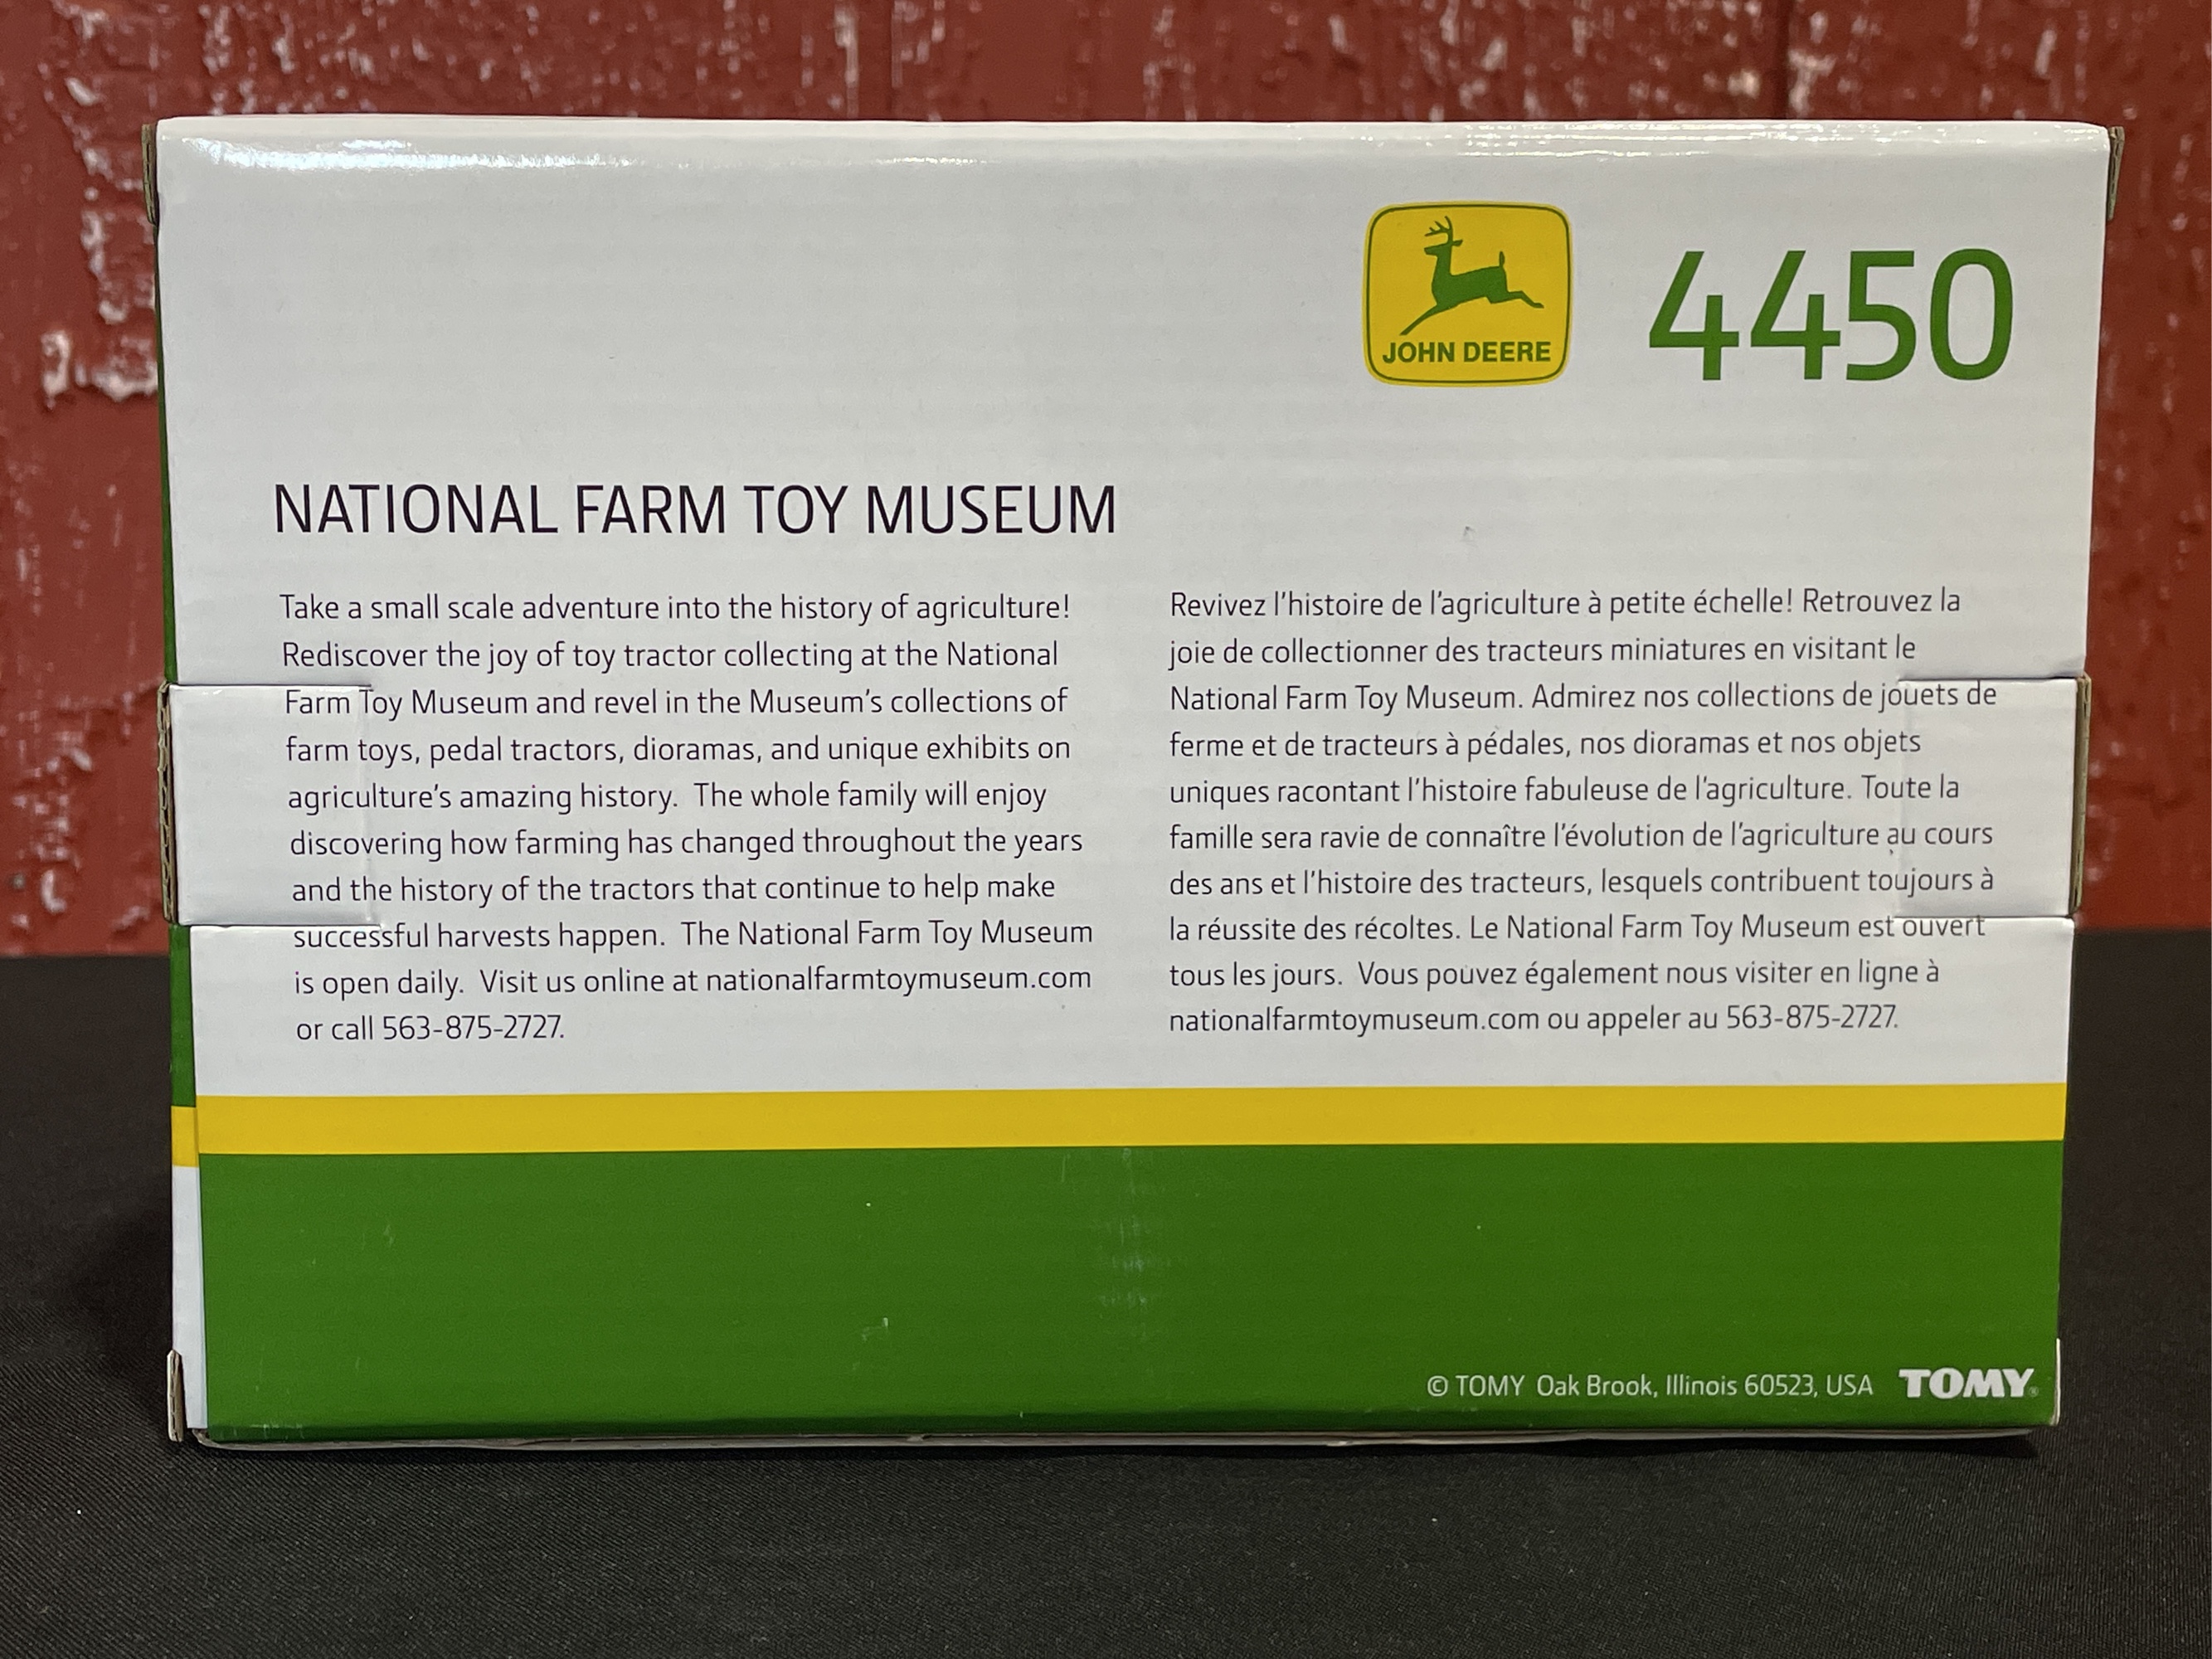 JOHN DEERE
4450
NATIONAL FARM TOY MUSEUM
Take a small scale adventure into the history of agriculture!
Rediscover the joy of toy tractor collecting at the National
Farm Toy Museum and revel in the Museum's collections of
farm toys, pedal tractors, dioramas, and unique exhibits on
agriculture's amazing history.  The whole family will enjoy
discovering how farming has changed throughout the years
and the history of the tractors that continue to help make
successful harvests happen.  The National Farm Toy Museum
is open daily.  Visit us online at nationalfarmtoymuseum.com
or call 563-875-2727.
Revivez l'histoire de l'agriculture à petite échelle! Retrouvez la
joie de collectionner des tracteurs miniatures en visitant le
National Farm Toy Museum. Admirez nos collections de jouets de
ferme et de tracteurs à pédales, nos dioramas et nos objets
uniques racontant l'histoire fabuleuse de l'agriculture. Toute la
famille sera ravie de connaître l'évolution de l'agriculture au cours
des ans et l'histoire des tracteurs, lesquels contribuent toujours à
la réussite des récoltes. Le National Farm Toy Museum est ouvert
tous les jours.  Vous pouvez également nous visiter en ligne à
nationalfarmtoymuseum.com ou appeler au 563-875-2727.
© TOMY  Oak Brook, Illinois 60523, USA
TOMY®